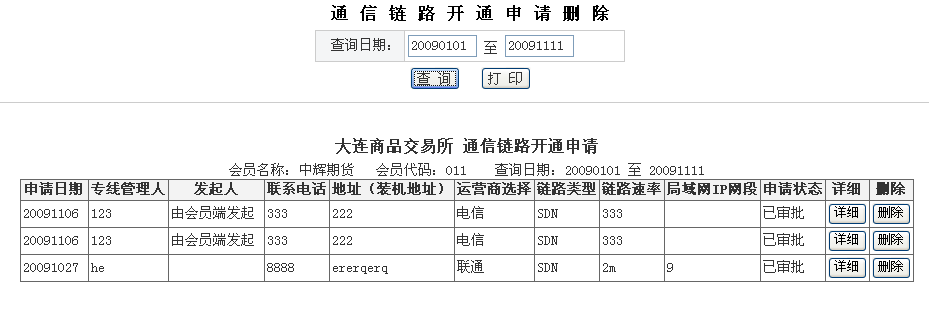 通信链路开通申请删除
查询日期： 20090101 至 20091111
查 询 打 印
大连商品交易所 通信链路开通申请
会员名称：中辉期货 会员代码：011 查询日期：20090101 至 20091111
申请日期 专线管理人 发起人 联系电话 地址（装机地址） 运营商选择 链路类型 链路速率 局域网IP网段 申请状态 详细 删除
20091106 123 由会员端发起 333 222 电信 SDN 333 已审批 详细 删除
20091106 123 由会员端发起 333 222 电信 SDN 333 已审批 详细 删除
20091027 he 8888 ererqerq 联通 SDN 2m 9 已审批 详细 删除